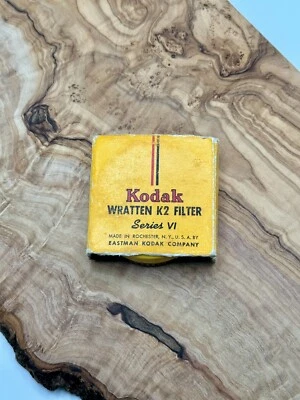 Kodak
WRATTEN K2 FILTER
Series VI
MADE IN ROCHESTER, N. Y., U. S. A. BY
EASTMAN KODAK COMPANY